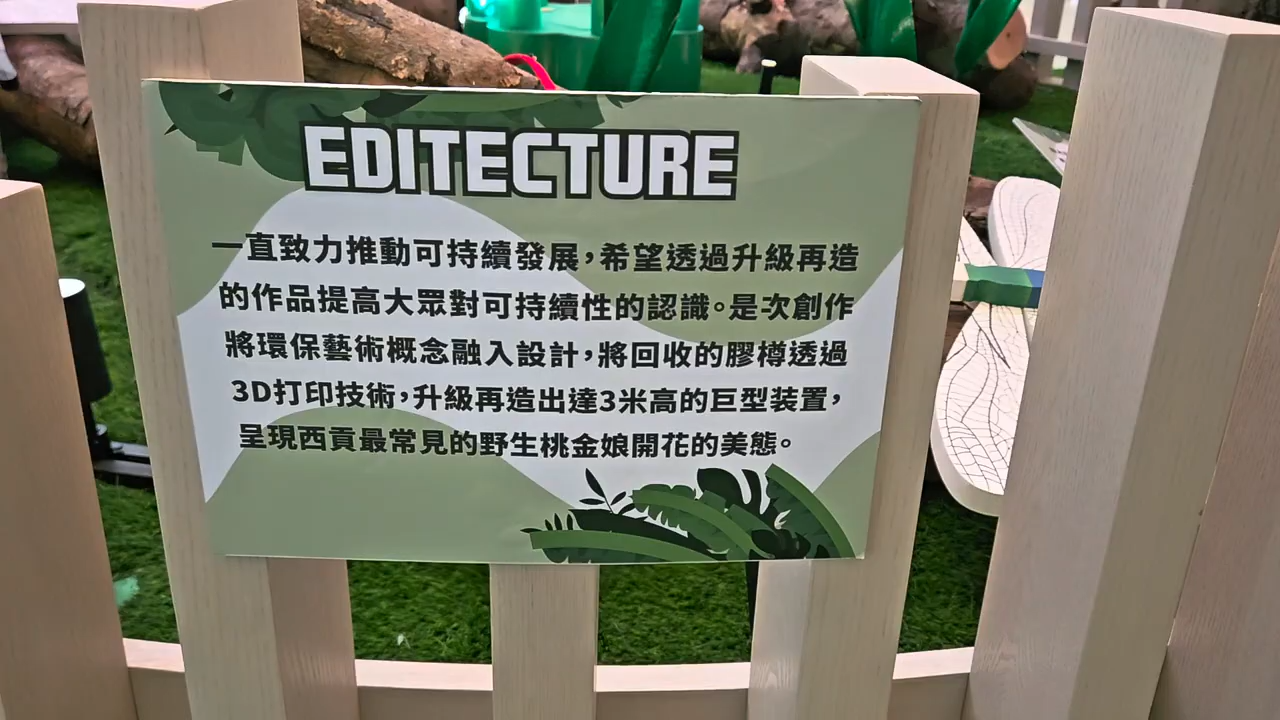 EDITECTURE
一直致力推動可持續發展，希望透過升級再造
的作品提高大眾對可持續性的認識。是次創作
將環保藝術概念融入設計，將回收的膠樽透過
3D打印技術，升級再造出達3米高的巨型裝置，
呈現西貢最常見的野生桃金娘開花的美態。